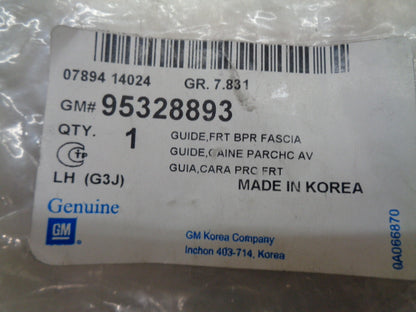 07894 14024 GR. 7.831
GM# 95328893
QTY. 1 GUIDE,FRT BPR FASCIA
GUIDE,GAINE PARCHC AV
GUIA,CARA PRO FRT
LH (G3J) MADE IN KOREA
Genuine
GM
GM Korea Company
Inchon 403-714, Korea
0A066870